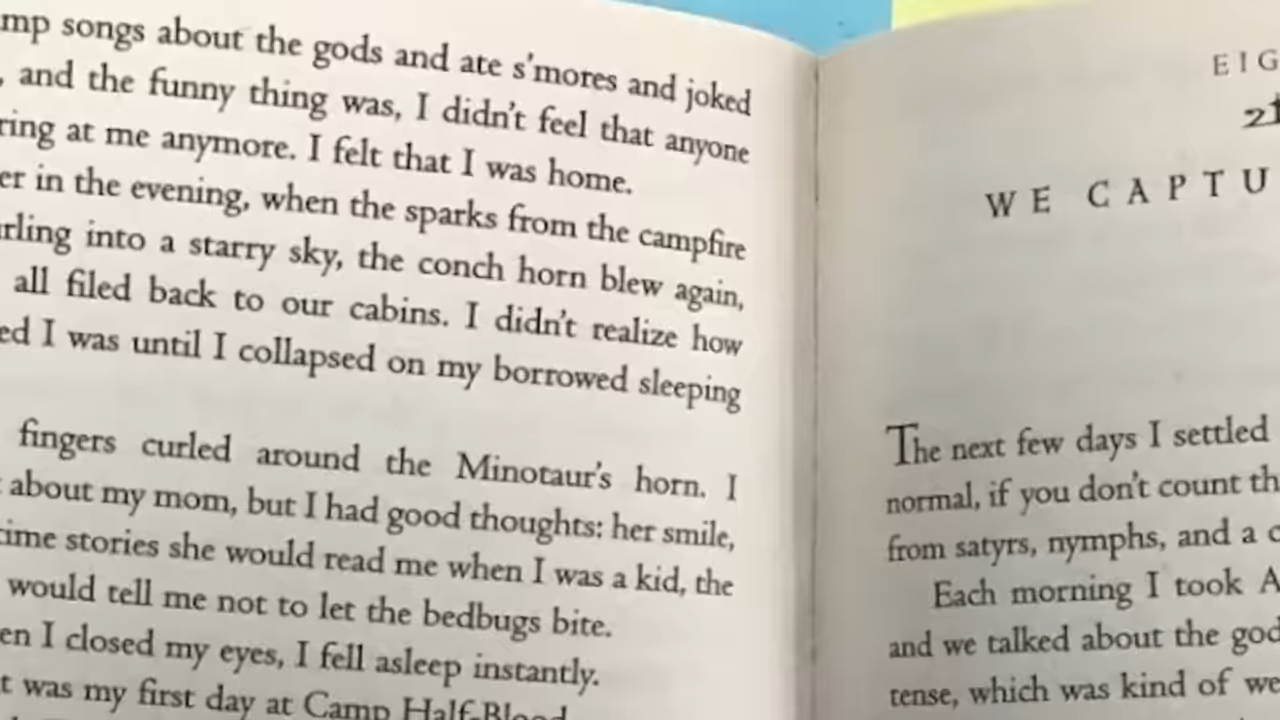 mp songs about the gods and ate s'mores and joked
, and the funny thing was, I didn't feel that anyone
ring at me anymore. I felt that I was home.
er in the evening, when the sparks from the campfire
rling into a starry sky, the conch horn blew again,
all filed back to our cabins. I didn't realize how
ed I was until I collapsed on my borrowed sleeping
fingers curled around the Minotaur's horn. I
about my mom, but I had good thoughts: her smile,
time stories she would read me when I was a kid, the
would tell me not to let the bedbugs bite.
en I closed my eyes, I fell asleep instantly.
t was my first day at Camp Half-Blood
EIG
WE CAPTU
The next few days I settled
normal, if you don't count th
from satyrs, nymphs, and a c
Each morning I took A
and we talked about the god
tense, which was kind of we